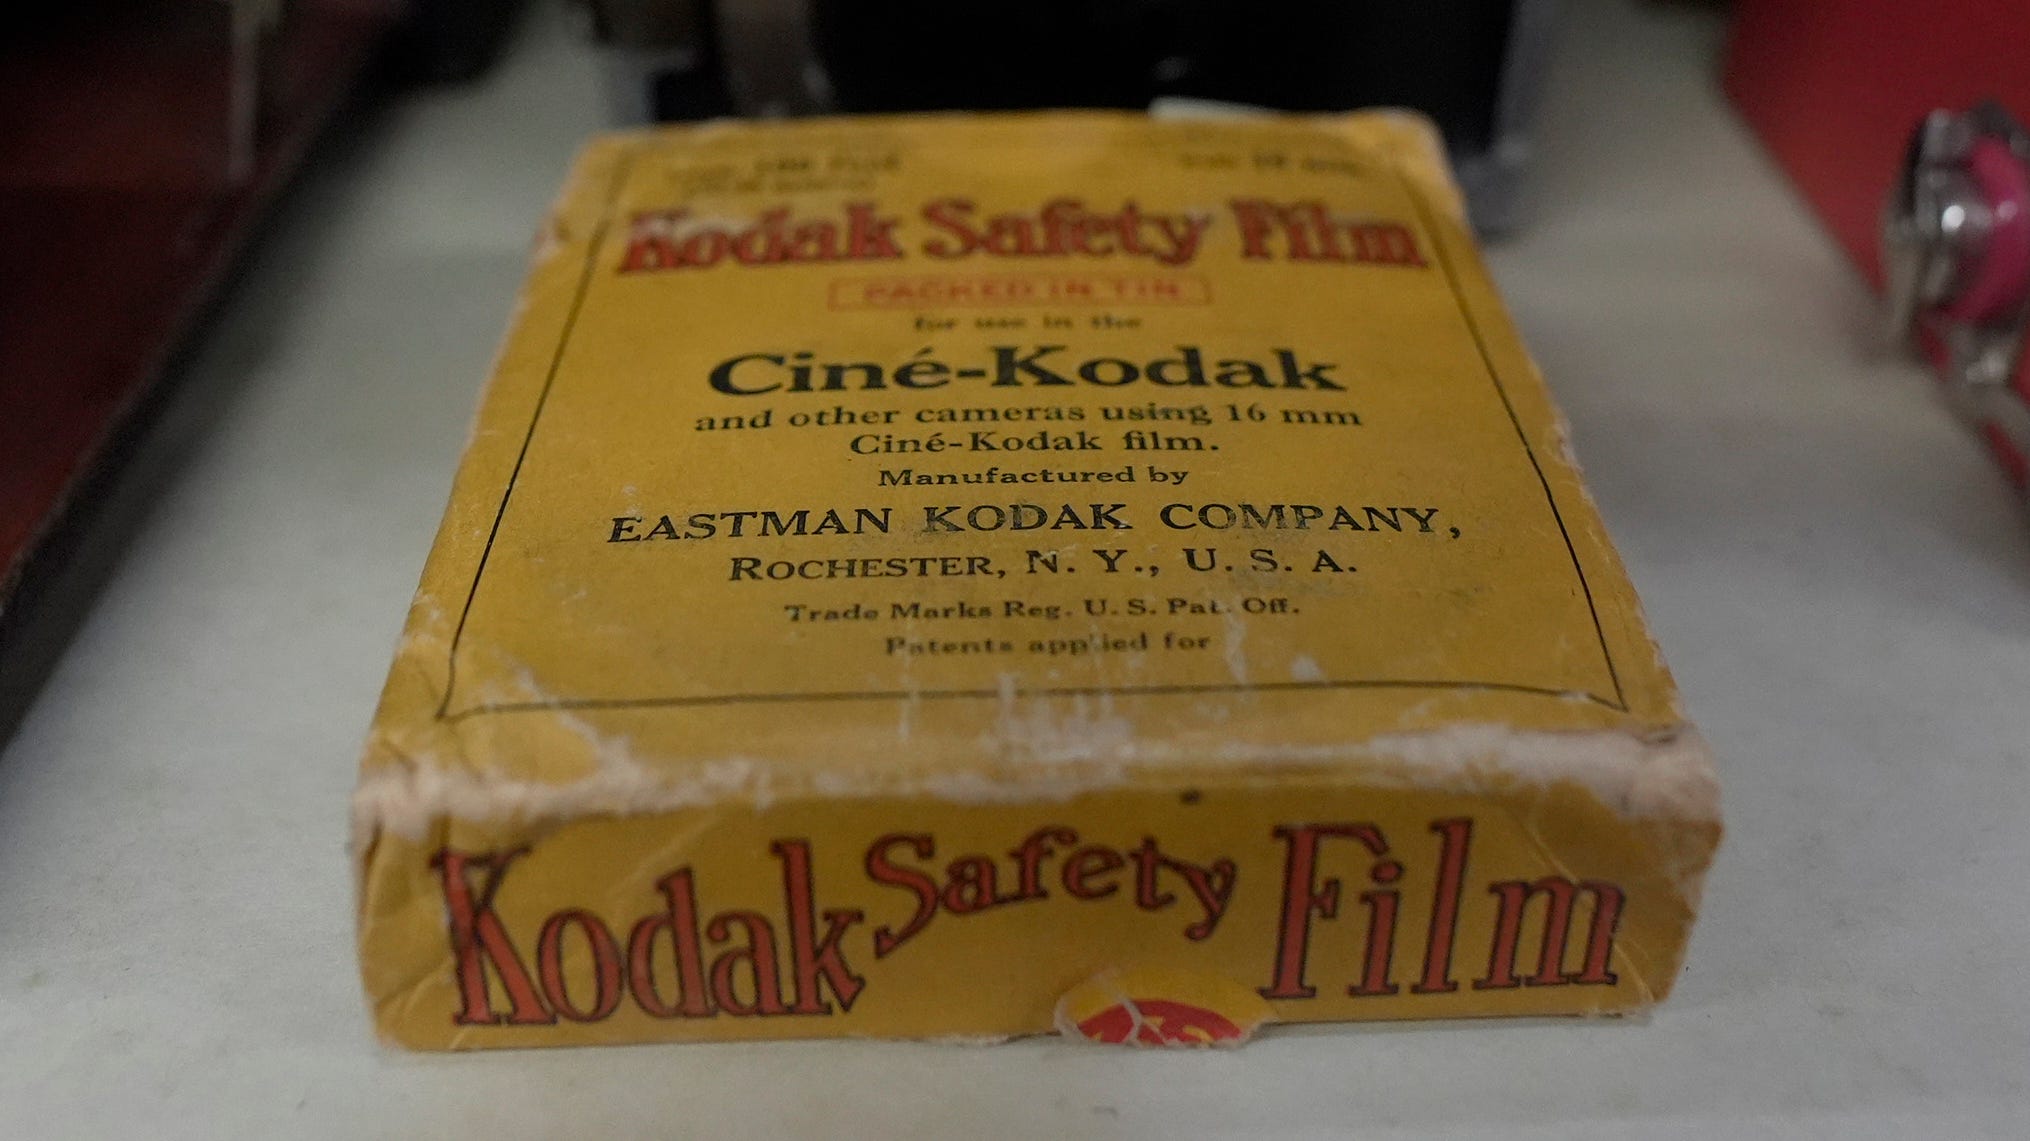 Kodak Safety Film
PACKED IN TIN
for use in the
Ciné-Kodak
and other cameras using 16 mm
Ciné-Kodak film.
Manufactured by
EASTMAN KODAK COMPANY,
ROCHESTER, N. Y., U. S. A.
Trade Marks Reg. U. S. Pat. Off.
Patents applied for
Kodak Safety Film